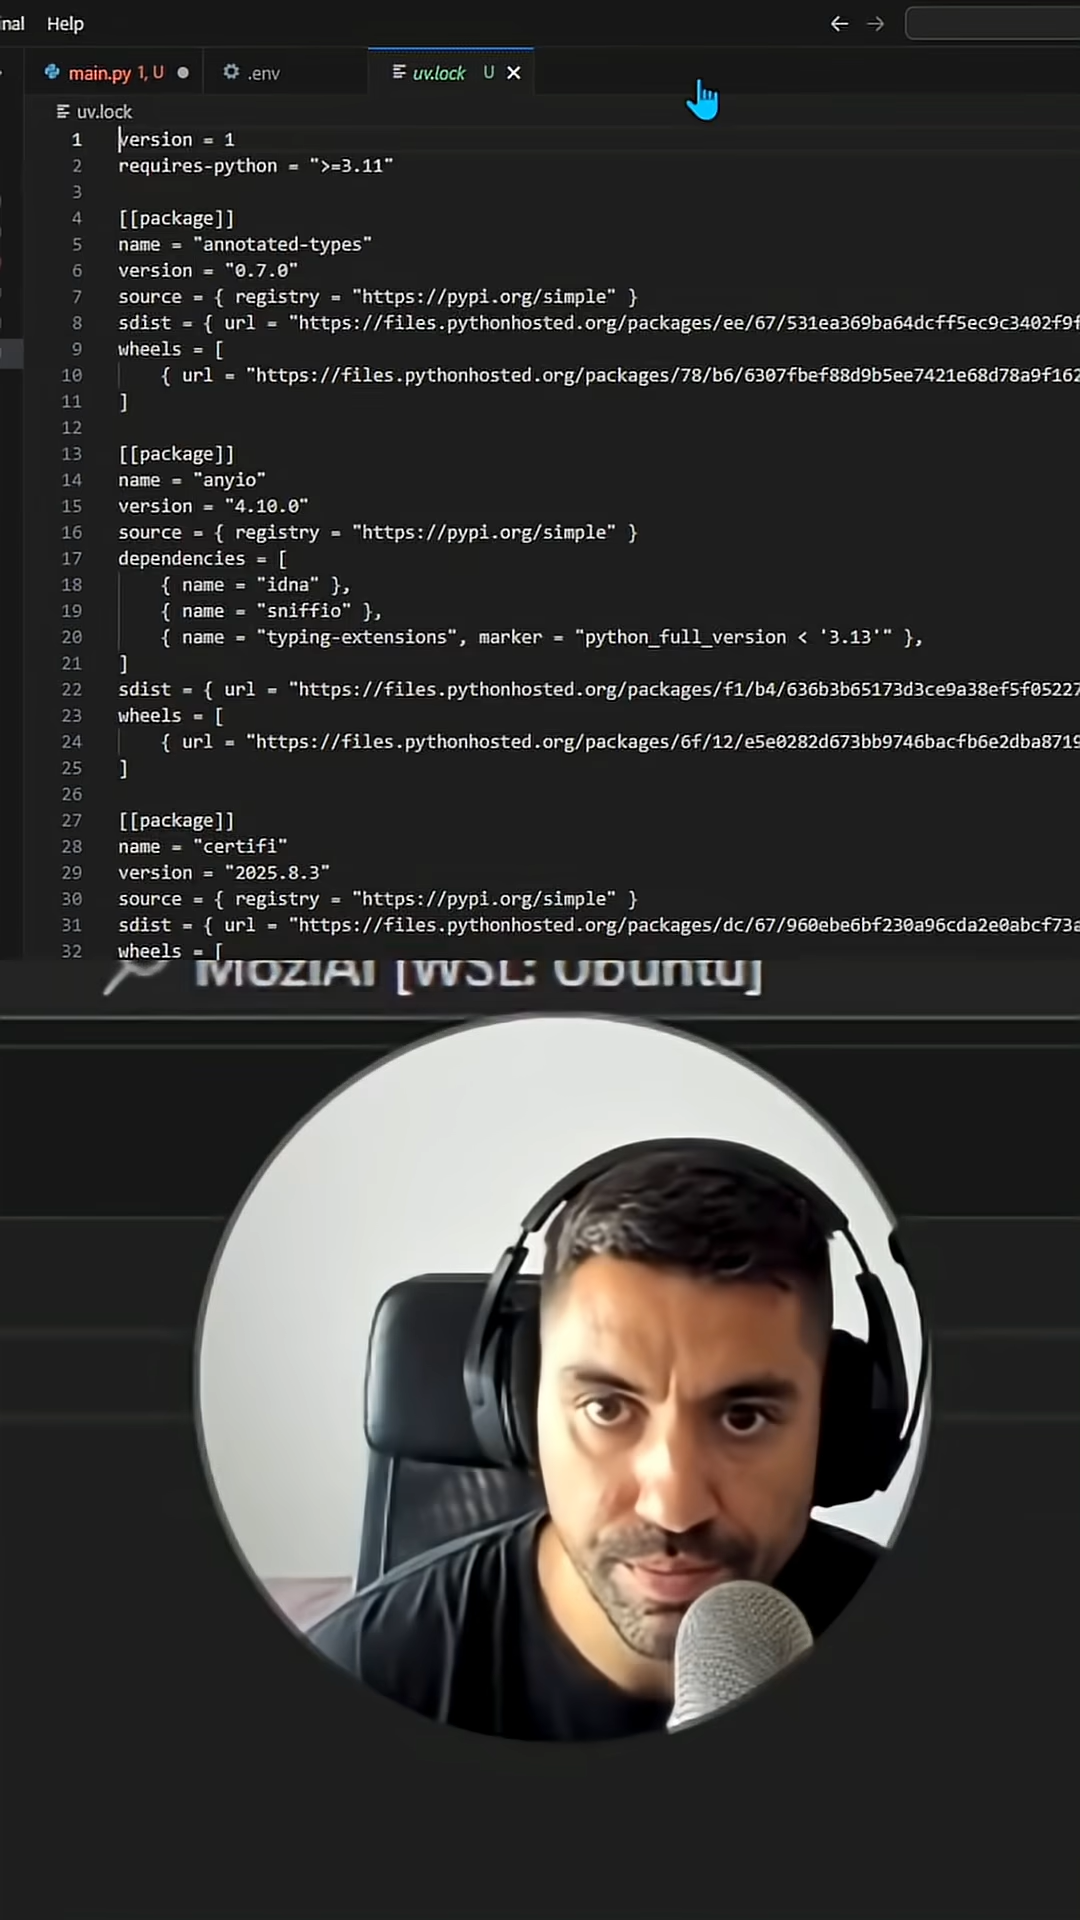 nal Help
main.py 1, U .env uv.lock U
uv.lock
1 version = 1
2 requires-python = ">=3.11"
3
4 [[package]]
5 name = "annotated-types"
6 version = "0.7.0"
7 source = { registry = "https://pypi.org/simple" }
8 sdist = { url = "https://files.pythonhosted.org/packages/ee/67/531ea369ba64dcff5ec9c3402f9f
9 wheels = [
10 { url = "https://files.pythonhosted.org/packages/78/b6/6307fbef88d9b5ee7421e68d78a9f162
11 ]
12
13 [[package]]
14 name = "anyio"
15 version = "4.10.0"
16 source = { registry = "https://pypi.org/simple" }
17 dependencies = [
18 { name = "idna" },
19 { name = "sniffio" },
20 { name = "typing-extensions", marker = "python_full_version < '3.13'" },
21 ]
22 sdist = { url = "https://files.pythonhosted.org/packages/f1/b4/636b3b65173d3ce9a38ef5f05227
23 wheels = [
24 { url = "https://files.pythonhosted.org/packages/6f/12/e5e0282d673bb9746bacfb6e2dba8719
25 ]
26
27 [[package]]
28 name = "certifi"
29 version = "2025.8.3"
30 source = { registry = "https://pypi.org/simple" }
31 sdist = { url = "https://files.pythonhosted.org/packages/dc/67/960ebe6bf230a96cda2e0abcf73a
32 wheels = [
MoziAI [WSL: Ubuntu]